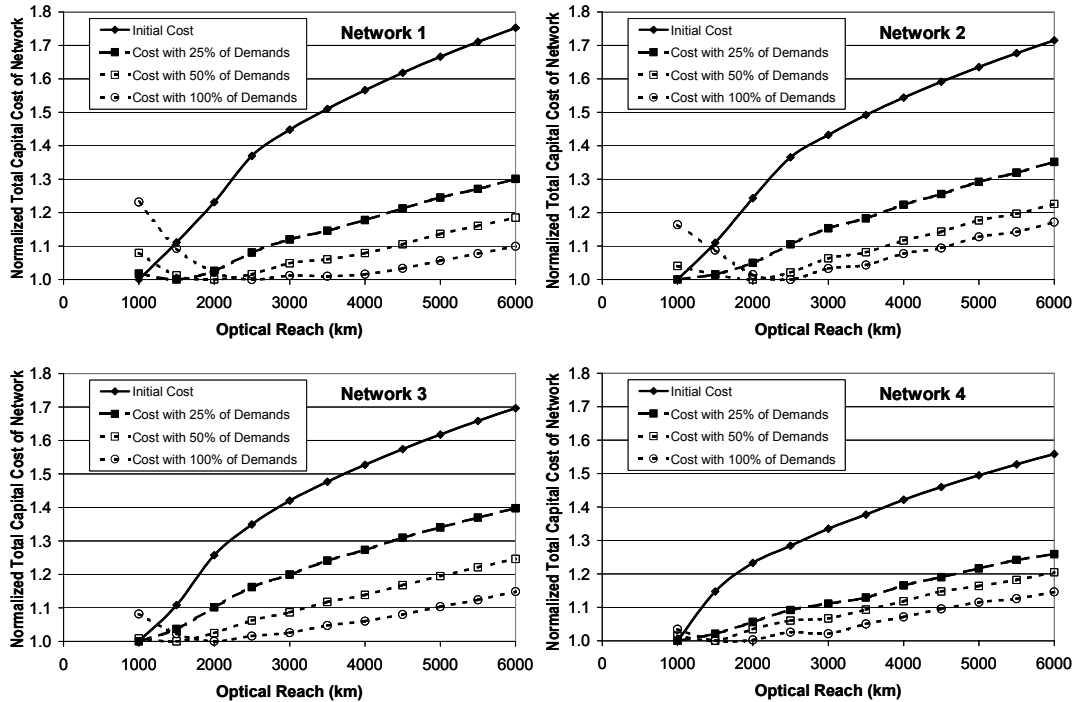 Network 1
Normalized Total Capital Cost of Network
1.8
1.7
1.6
1.5
1.4
1.3
1.2
1.1
1.0
Initial Cost
Cost with 25% of Demands
Cost with 50% of Demands
Cost with 100% of Demands
0 1000 2000 3000 4000 5000 6000
Optical Reach (km)
Network 2
Normalized Total Capital Cost of Network
1.8
1.7
1.6
1.5
1.4
1.3
1.2
1.1
1.0
Initial Cost
Cost with 25% of Demands
Cost with 50% of Demands
Cost with 100% of Demands
0 1000 2000 3000 4000 5000 6000
Optical Reach (km)
Network 3
Normalized Total Capital Cost of Network
1.8
1.7
1.6
1.5
1.4
1.3
1.2
1.1
1.0
Initial Cost
Cost with 25% of Demands
Cost with 50% of Demands
Cost with 100% of Demands
0 1000 2000 3000 4000 5000 6000
Optical Reach (km)
Network 4
Normalized Total Capital Cost of Network
1.8
1.7
1.6
1.5
1.4
1.3
1.2
1.1
1.0
Initial Cost
Cost with 25% of Demands
Cost with 50% of Demands
Cost with 100% of Demands
0 1000 2000 3000 4000 5000 6000
Optical Reach (km)